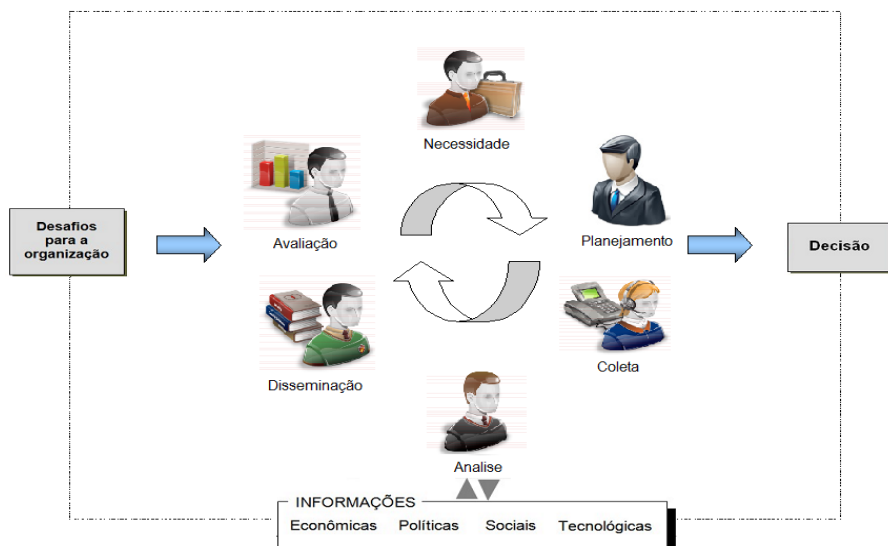 Necessidade
Avaliação
Planejamento
Desafios
para a
organização
Decisão
Disseminação
Coleta
Analise
INFORMAÇÕES
Econômicas Políticas Sociais Tecnológicas